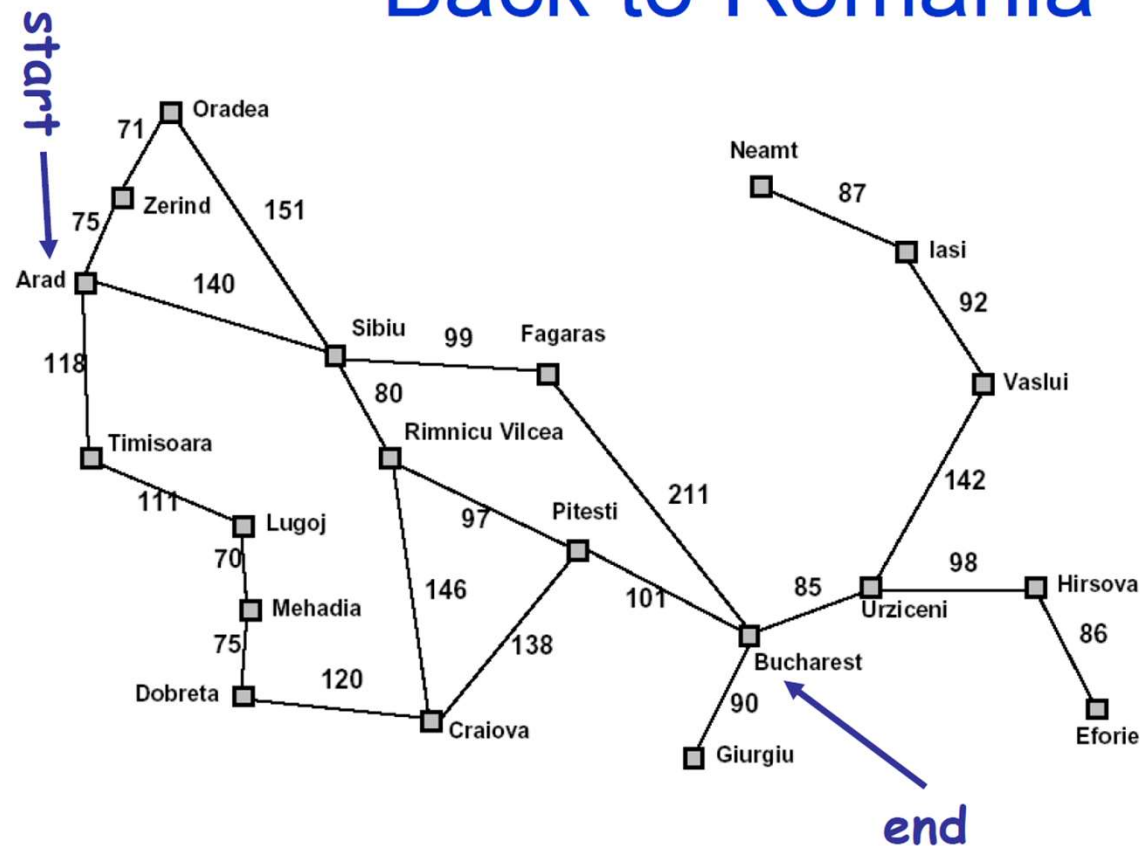 Back to Romania
start
Oradea
71
Neamt
87
Zerind
151
75
Iasi
Arad
140
92
Sibiu
99
Fagaras
118
80
Vaslui
Rimnicu Vilcea
Timisoara
142
211
111
97
Pitesti
Lugoj
70
98
Hirsova
146
101
85
Urziceni
Mehadia
86
75
138
Bucharest
Dobreta
120
90
Craiova
Eforie
Giurgiu
end